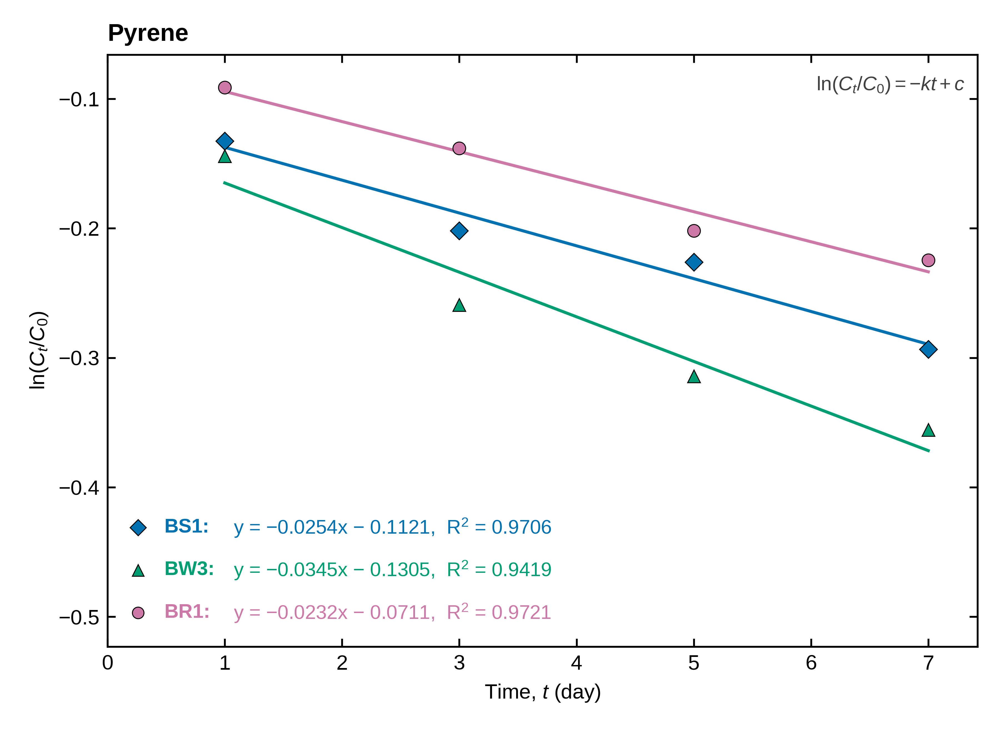 Pyrene
ln(Cₜ/C₀) = −kt + c
−0.1
−0.2
−0.3
−0.4
−0.5
ln(Cₜ/C₀)
BS1: y = −0.0254x − 0.1121, R² = 0.9706
BW3: y = −0.0345x − 0.1305, R² = 0.9419
BR1: y = −0.0232x − 0.0711, R² = 0.9721
0 1 2 3 4 5 6 7
Time, t (day)